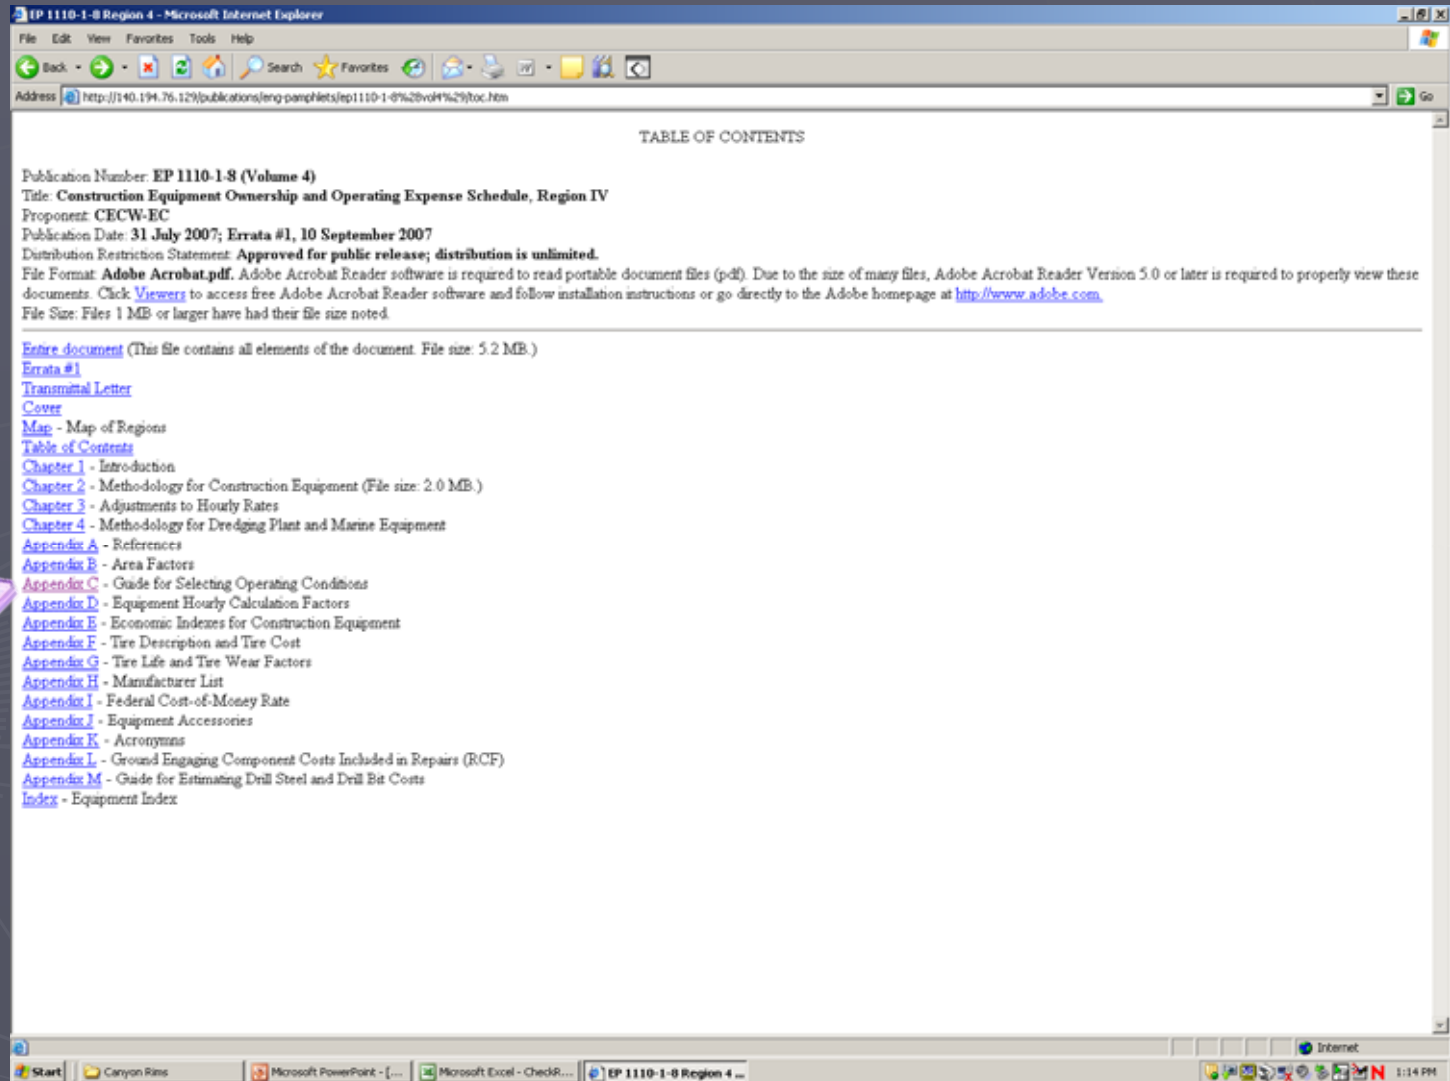 EP 1110-1-8 Region 4 - Microsoft Internet Explorer
File Edit View Favorites Tools Help
Back Search Favorites
Address http://140.194.76.129/publications/eng-pamphlets/ep1110-1-8%28vol4%29/toc.htm Go
TABLE OF CONTENTS
Publication Number: EP 1110-1-8 (Volume 4)
Title: Construction Equipment Ownership and Operating Expense Schedule, Region IV
Proponent: CECW-EC
Publication Date: 31 July 2007; Errata #1, 10 September 2007
Distribution Restriction Statement: Approved for public release; distribution is unlimited.
File Format: Adobe Acrobat.pdf. Adobe Acrobat Reader software is required to read portable document files (pdf). Due to the size of many files, Adobe Acrobat Reader Version 5.0 or later is required to properly view these
documents. Click Viewers to access free Adobe Acrobat Reader software and follow installation instructions or go directly to the Adobe homepage at http://www.adobe.com.
File Size: Files 1 MB or larger have had their file size noted.
Entire document (This file contains all elements of the document. File size: 5.2 MB.)
Errata #1
Transmittal Letter
Cover
Map - Map of Regions
Table of Contents
Chapter 1 - Introduction
Chapter 2 - Methodology for Construction Equipment (File size: 2.0 MB.)
Chapter 3 - Adjustments to Hourly Rates
Chapter 4 - Methodology for Dredging Plant and Marine Equipment
Appendix A - References
Appendix B - Area Factors
Appendix C - Guide for Selecting Operating Conditions
Appendix D - Equipment Hourly Calculation Factors
Appendix E - Economic Indexes for Construction Equipment
Appendix F - Tire Description and Tire Cost
Appendix G - Tire Life and Tire Wear Factors
Appendix H - Manufacturer List
Appendix I - Federal Cost-of-Money Rate
Appendix J - Equipment Accessories
Appendix K - Acronymns
Appendix L - Ground Engaging Component Costs Included in Repairs (RCF)
Appendix M - Guide for Estimating Drill Steel and Drill Bit Costs
Index - Equipment Index
Internet
Start Canyon Rims Microsoft PowerPoint - [... Microsoft Excel - CheckR... EP 1110-1-8 Region 4 ... N 1:14 PM